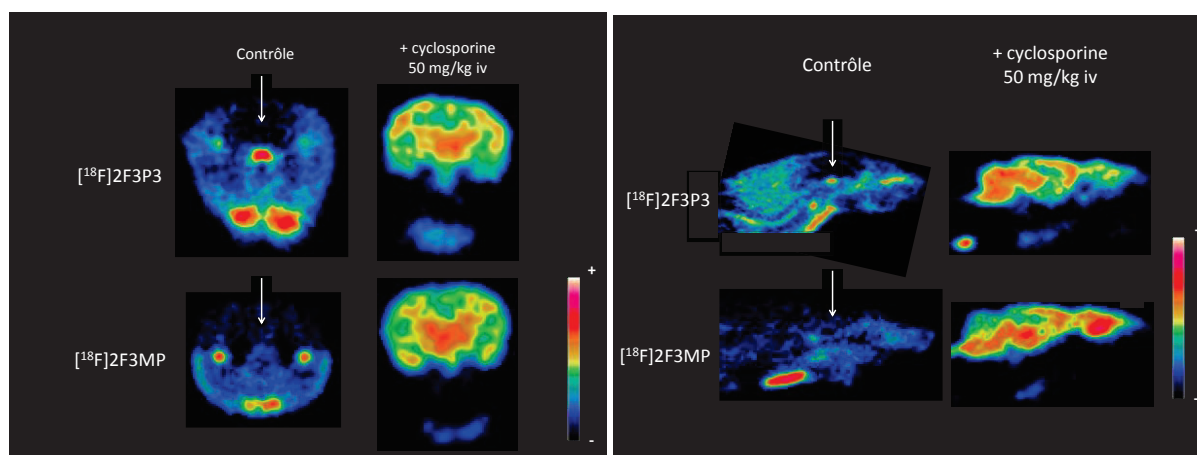 Contrôle
+ cyclosporine
50 mg/kg iv
[¹⁸F]2F3P3
[¹⁸F]2F3MP
+
-
Contrôle
+ cyclosporine
50 mg/kg iv
[¹⁸F]2F3P3
[¹⁸F]2F3MP